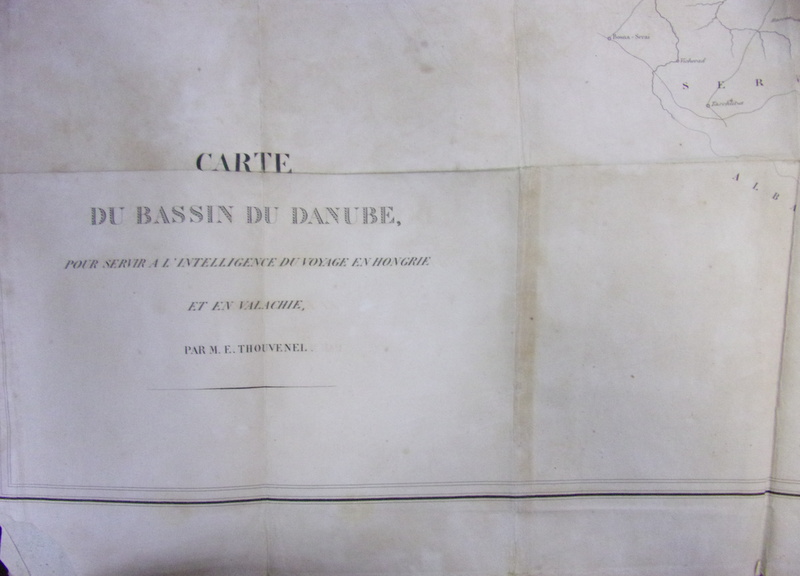 CARTE
DU BASSIN DU DANUBE,
POUR SERVIR A L'INTELLIGENCE DU VOYAGE EN HONGRIE
ET EN VALACHIE,
PAR M. E. THOUVENEL.
S E R
A L B A